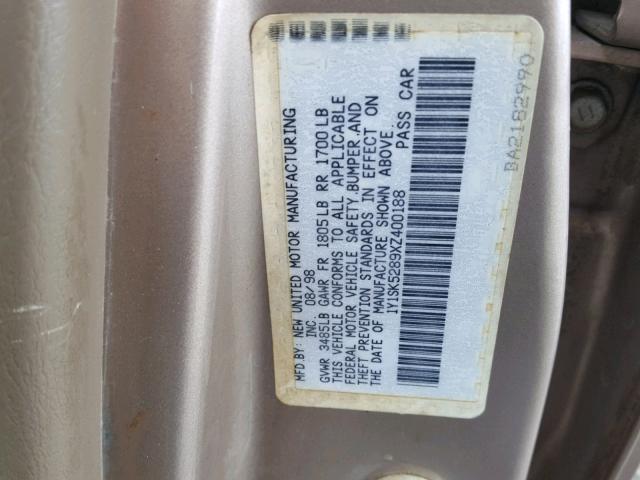 MFD BY: NEW UNITED MOTOR MANUFACTURING
INC. 08/98
GVWR 3485LB GAWR FR 1805LB RR 1700LB
THIS VEHICLE CONFORMS TO ALL APPLICABLE
FEDERAL MOTOR VEHICLE SAFETY,BUMPER,AND
THEFT PREVENTION STANDARDS IN EFFECT ON
THE DATE OF MANUFACTURE SHOWN ABOVE.
1Y1SK5289XZ400188 PASS CAR
BA2182990